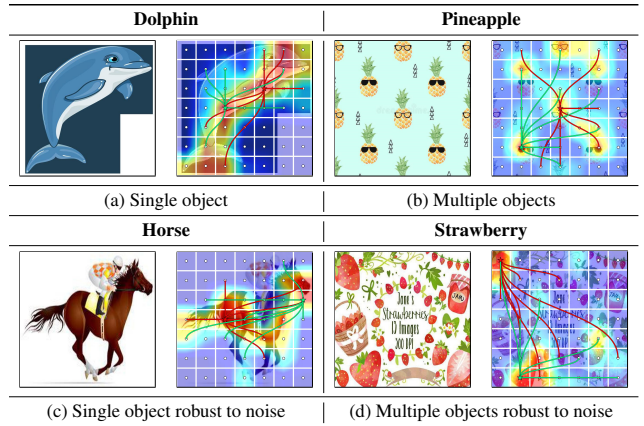 Dolphin
Pineapple
(a) Single object
(b) Multiple objects
Horse
Strawberry
Jane's
Strawberries
15 Images
300 DPI
JAM
(c) Single object robust to noise
(d) Multiple objects robust to noise